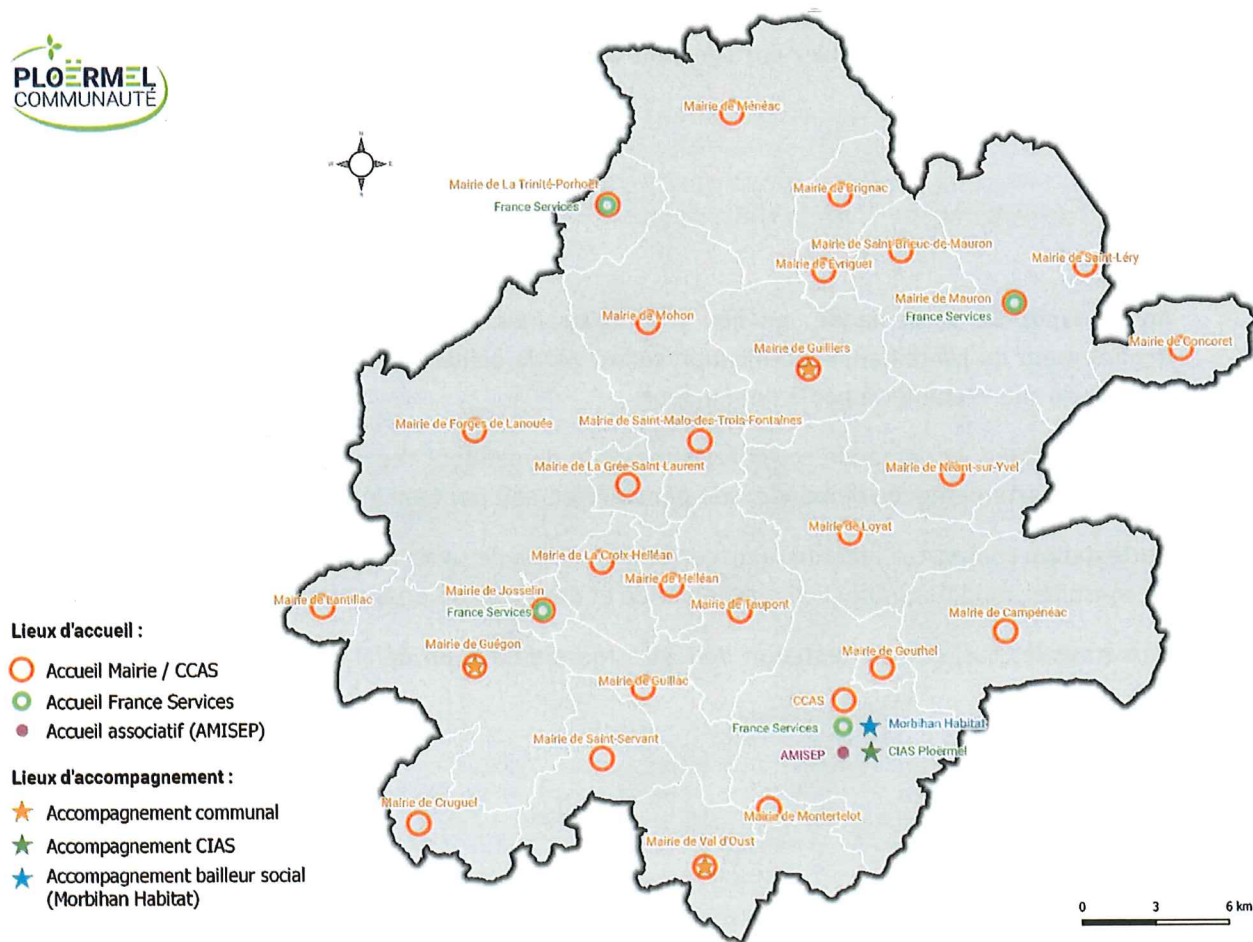 PLOËRMEL
COMMUNAUTÉ
N
E
S
Mairie de Ménéac
Mairie de La Trinité-Porhoët
France Services
Mairie de Brignac
Mairie de Saint-Brieuc-de-Mauron
Mairie de Évriguet
Mairie de Saint-Léry
Mairie de Mauron
France Services
Mairie de Mohon
Mairie de Concoret
Mairie de Guilliers
Mairie de Forges de Lanouée
Mairie de Saint-Malo-des-Trois-Fontaines
Mairie de La Grée-Saint-Laurent
Mairie de Néant-sur-Yvel
Mairie de Loyat
Mairie de La Croix-Helléan
Mairie de Helléan
Mairie de Josselin
France Services
Mairie de Lantillac
Mairie de Taupont
Mairie de Campénéac
Mairie de Guégon
Mairie de Gourhel
Mairie de Guillac
CCAS
France Services
Morbihan Habitat
AMISEP
CIAS Ploërmel
Mairie de Saint-Servant
Mairie de Cruguel
Mairie de Montertelot
Mairie de Val d'Oust
Lieux d'accueil :
Accueil Mairie / CCAS
Accueil France Services
Accueil associatif (AMISEP)
Lieux d'accompagnement :
Accompagnement communal
Accompagnement CIAS
Accompagnement bailleur social
(Morbihan Habitat)
0 3 6 km